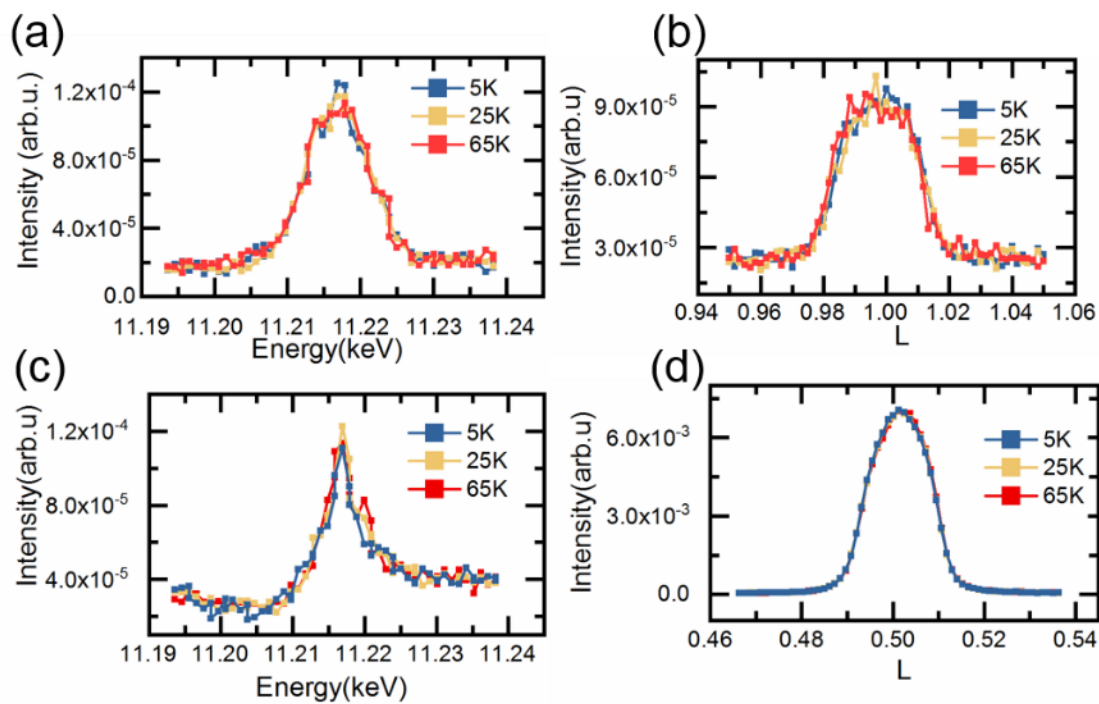 (a)
Intensity (arb.u.)
1.2x10⁻⁴
8.0x10⁻⁵
4.0x10⁻⁵
0.0
5K
25K
65K
11.19 11.20 11.21 11.22 11.23 11.24
Energy(keV)
(b)
Intensity(arb.u)
9.0x10⁻⁵
6.0x10⁻⁵
3.0x10⁻⁵
5K
25K
65K
0.94 0.96 0.98 1.00 1.02 1.04 1.06
L
(c)
Intensity(arb.u)
1.2x10⁻⁴
8.0x10⁻⁵
4.0x10⁻⁵
5K
25K
65K
11.19 11.20 11.21 11.22 11.23 11.24
Energy(keV)
(d)
Intensity(arb.u)
6.0x10⁻³
3.0x10⁻³
0.0
5K
25K
65K
0.46 0.48 0.50 0.52 0.54
L